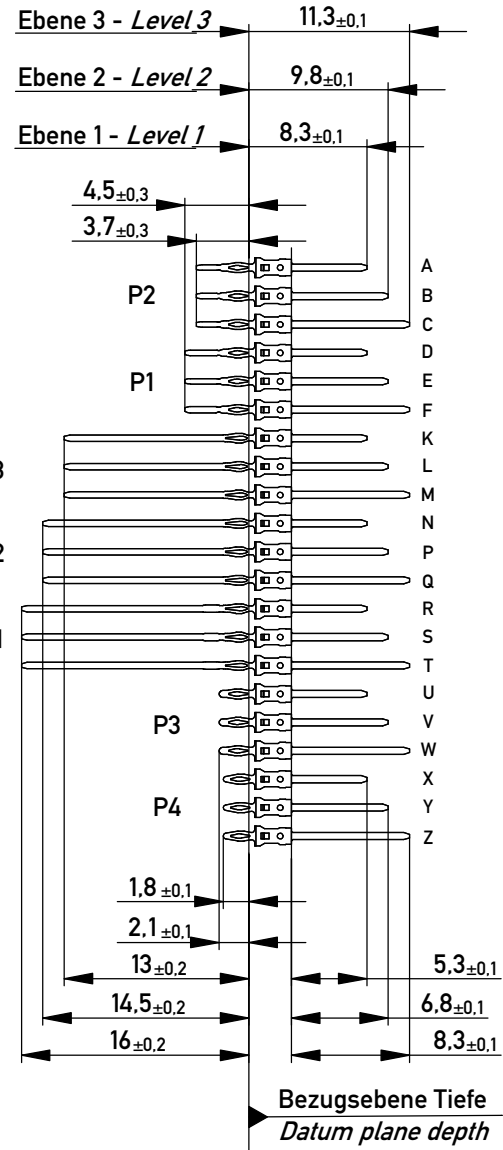 Ebene 3 - Level 3
11,3±0,1
Ebene 2 - Level 2
9,8±0,1
Ebene 1 - Level 1
8,3±0,1
4,5±0,3
3,7±0,3
A
P2
B
C
D
P1
E
F
K
L
M
N
P
Q
R
S
T
U
P3
V
W
X
P4
Y
Z
1,8 ±0,1
2,1 ±0,1
13±0,2
5,3±0,1
14,5±0,2
6,8±0,1
16±0,2
8,3±0,1
Bezugsebene Tiefe
Datum plane depth